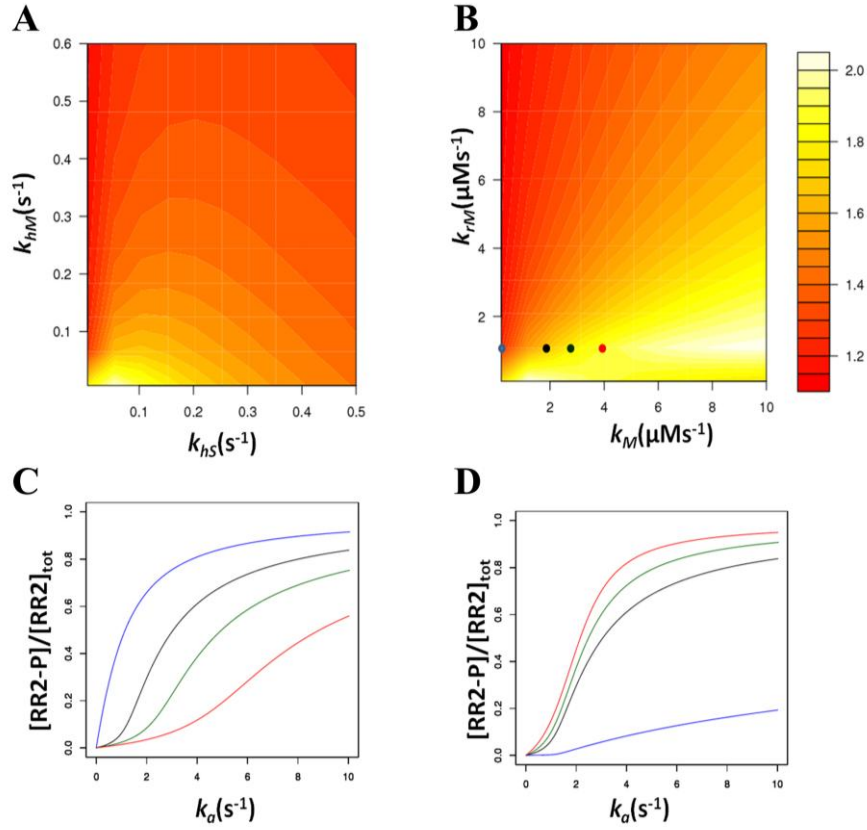 A
B
0.6
0.5
0.4
0.3
0.2
0.1
k_hM(s⁻¹)
0.1 0.2 0.3 0.4 0.5
k_hS(s⁻¹)
10
8
6
4
2
k_rM(μMs⁻¹)
2 4 6 8 10
k_M(μMs⁻¹)
2.0
1.8
1.6
1.4
1.2
C
D
1.0
0.8
0.6
0.4
0.2
0.0
[RR2-P]/[RR2]tot
0 2 4 6 8 10
k_a(s⁻¹)
1.0
0.8
0.6
0.4
0.2
0.0
[RR2-P]/[RR2]tot
0 2 4 6 8 10
k_a(s⁻¹)